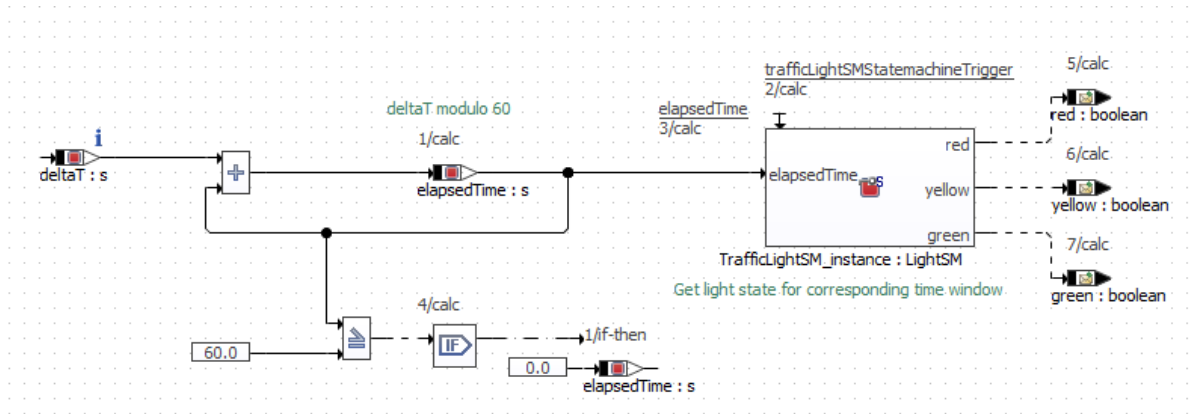 trafficLightSMStatemachineTrigger
2/calc
5/calc
red : boolean
deltaT modulo 60
elapsedTime
3/calc
1/calc
i
deltaT : s
+
elapsedTime : s
elapsedTime
red
yellow
green
6/calc
yellow : boolean
7/calc
green : boolean
TrafficLightSM_instance : LightSM
Get light state for corresponding time window
4/calc
60.0
≥
IF
1/if-then
0.0
elapsedTime : s